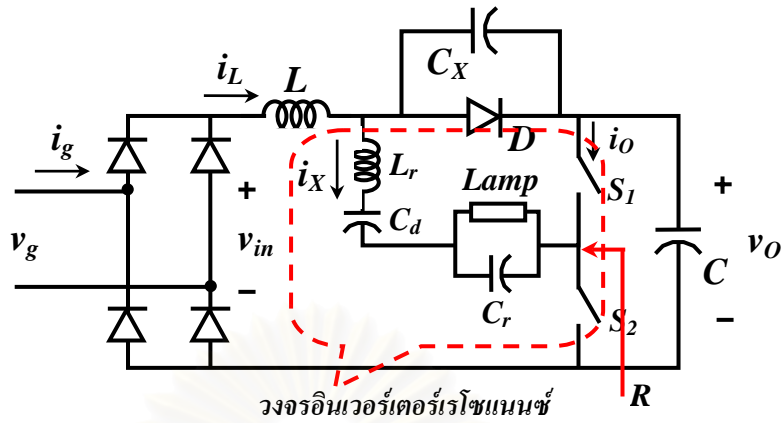 C_X
i_L
L
i_g
D
i_O
i_X
L_r
Lamp
S_1
+
+
C_d
v_g
v_in
C
v_O
–
C_r
S_2
–
R
วงจรอินเวอร์เตอร์เรโซแนนซ์